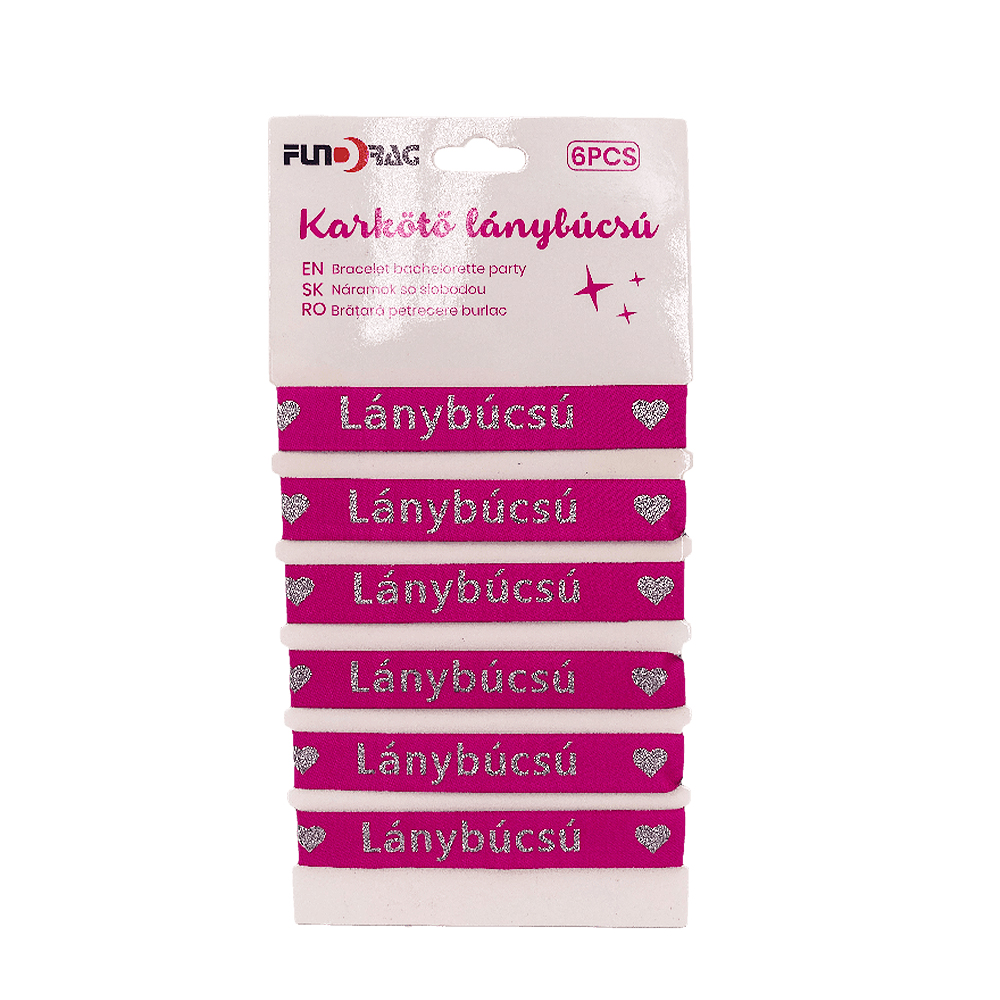 FUNDRAG
6PCS
Karkötő lánybúcsú
EN Bracelet bachelorette party
SK Náramok so slobodou
RO Brățară petrecere burlac
Lánybúcsú
Lánybúcsú
Lánybúcsú
Lánybúcsú
Lánybúcsú
Lánybúcsú